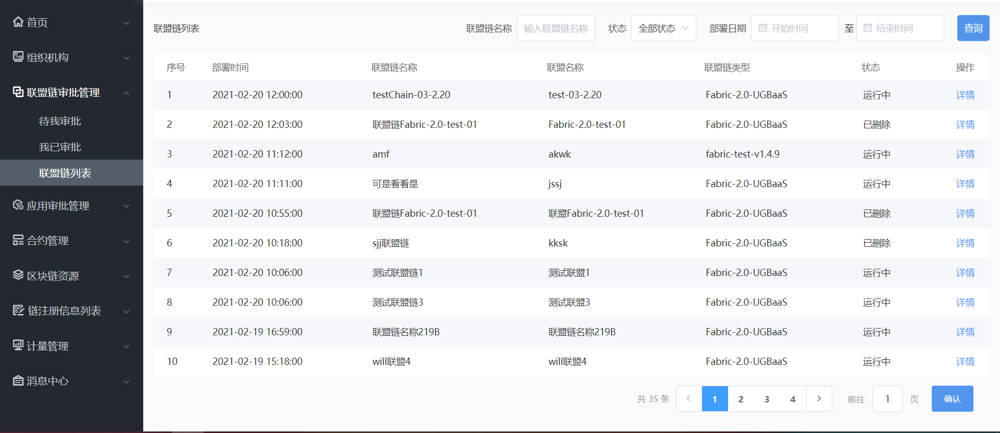 首页
组织机构
联盟链审批管理
待我审批
我已审批
联盟链列表
应用审批管理
合约管理
区块链资源
链注册信息列表
计量管理
消息中心
联盟链列表 联盟链名称 输入联盟链名称 状态 全部状态 部署日期 开始时间 至 结束时间 查询
序号 部署时间 联盟链名称 联盟名称 联盟链类型 状态 操作
1 2021-02-20 12:00:00 testChain-03-2.20 test-03-2.20 Fabric-2.0-UGBaaS 运行中 详情
2 2021-02-20 12:03:00 联盟链Fabric-2.0-test-01 Fabric-2.0-test-01 Fabric-2.0-UGBaaS 已删除 详情
3 2021-02-20 11:12:00 amf akwk fabric-test-v1.4.9 运行中 详情
4 2021-02-20 11:11:00 可是看看是 jssj Fabric-2.0-UGBaaS 运行中 详情
5 2021-02-20 10:55:00 联盟链Fabric-2.0-test-01 联盟Fabric-2.0-test-01 Fabric-2.0-UGBaaS 已删除 详情
6 2021-02-20 10:18:00 sjj联盟链 kksk Fabric-2.0-UGBaaS 已删除 详情
7 2021-02-20 10:06:00 测试联盟链1 测试联盟1 Fabric-2.0-UGBaaS 运行中 详情
8 2021-02-20 10:06:00 测试联盟链3 测试联盟3 Fabric-2.0-UGBaaS 运行中 详情
9 2021-02-19 16:59:00 联盟链名称219B 联盟链名称219B Fabric-2.0-UGBaaS 运行中 详情
10 2021-02-19 15:18:00 will联盟4 will联盟4 Fabric-2.0-UGBaaS 运行中 详情
共 35 条 1 2 3 4 前往 1 页 确认